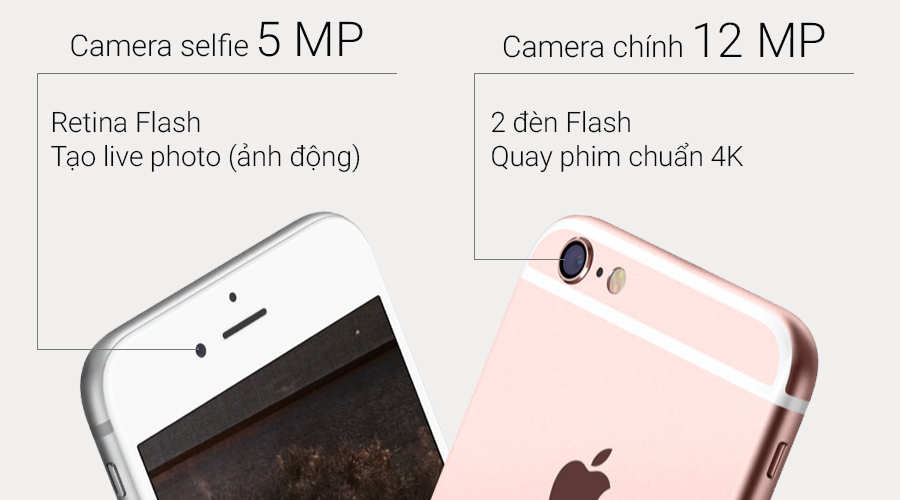 Camera selfie 5 MP
Retina Flash
Tạo live photo (ảnh động)
Camera chính 12 MP
2 đèn Flash
Quay phim chuẩn 4K